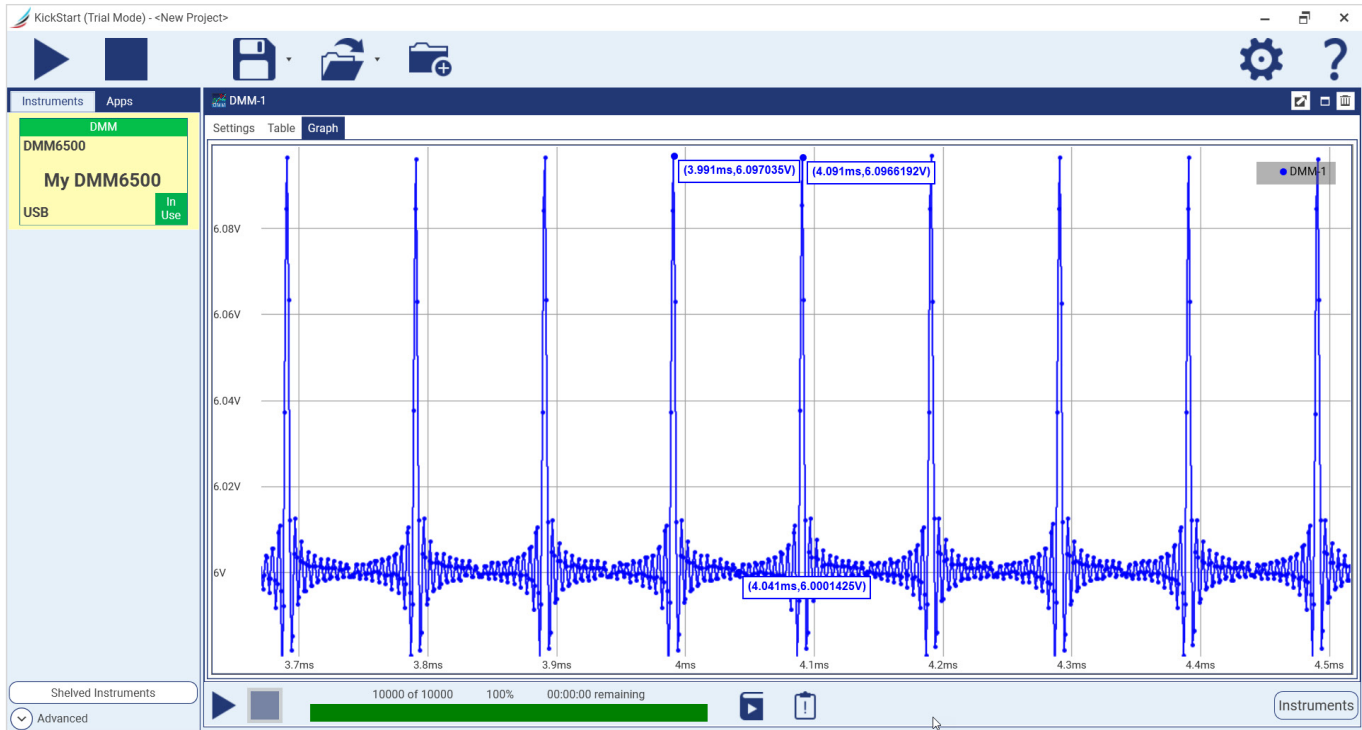 KickStart (Trial Mode) - <New Project>
Instruments Apps
DMM
DMM6500
My DMM6500
USB
In
Use
DMM-1
Settings Table Graph
(3.991ms,6.097035V)
(4.091ms,6.0966192V)
DMM-1
6.08V
6.06V
6.04V
6.02V
6V
(4.041ms,6.0001425V)
3.7ms 3.8ms 3.9ms 4ms 4.1ms 4.2ms 4.3ms 4.4ms 4.5ms
Shelved Instruments
Advanced
10000 of 10000 100% 00:00:00 remaining
Instruments